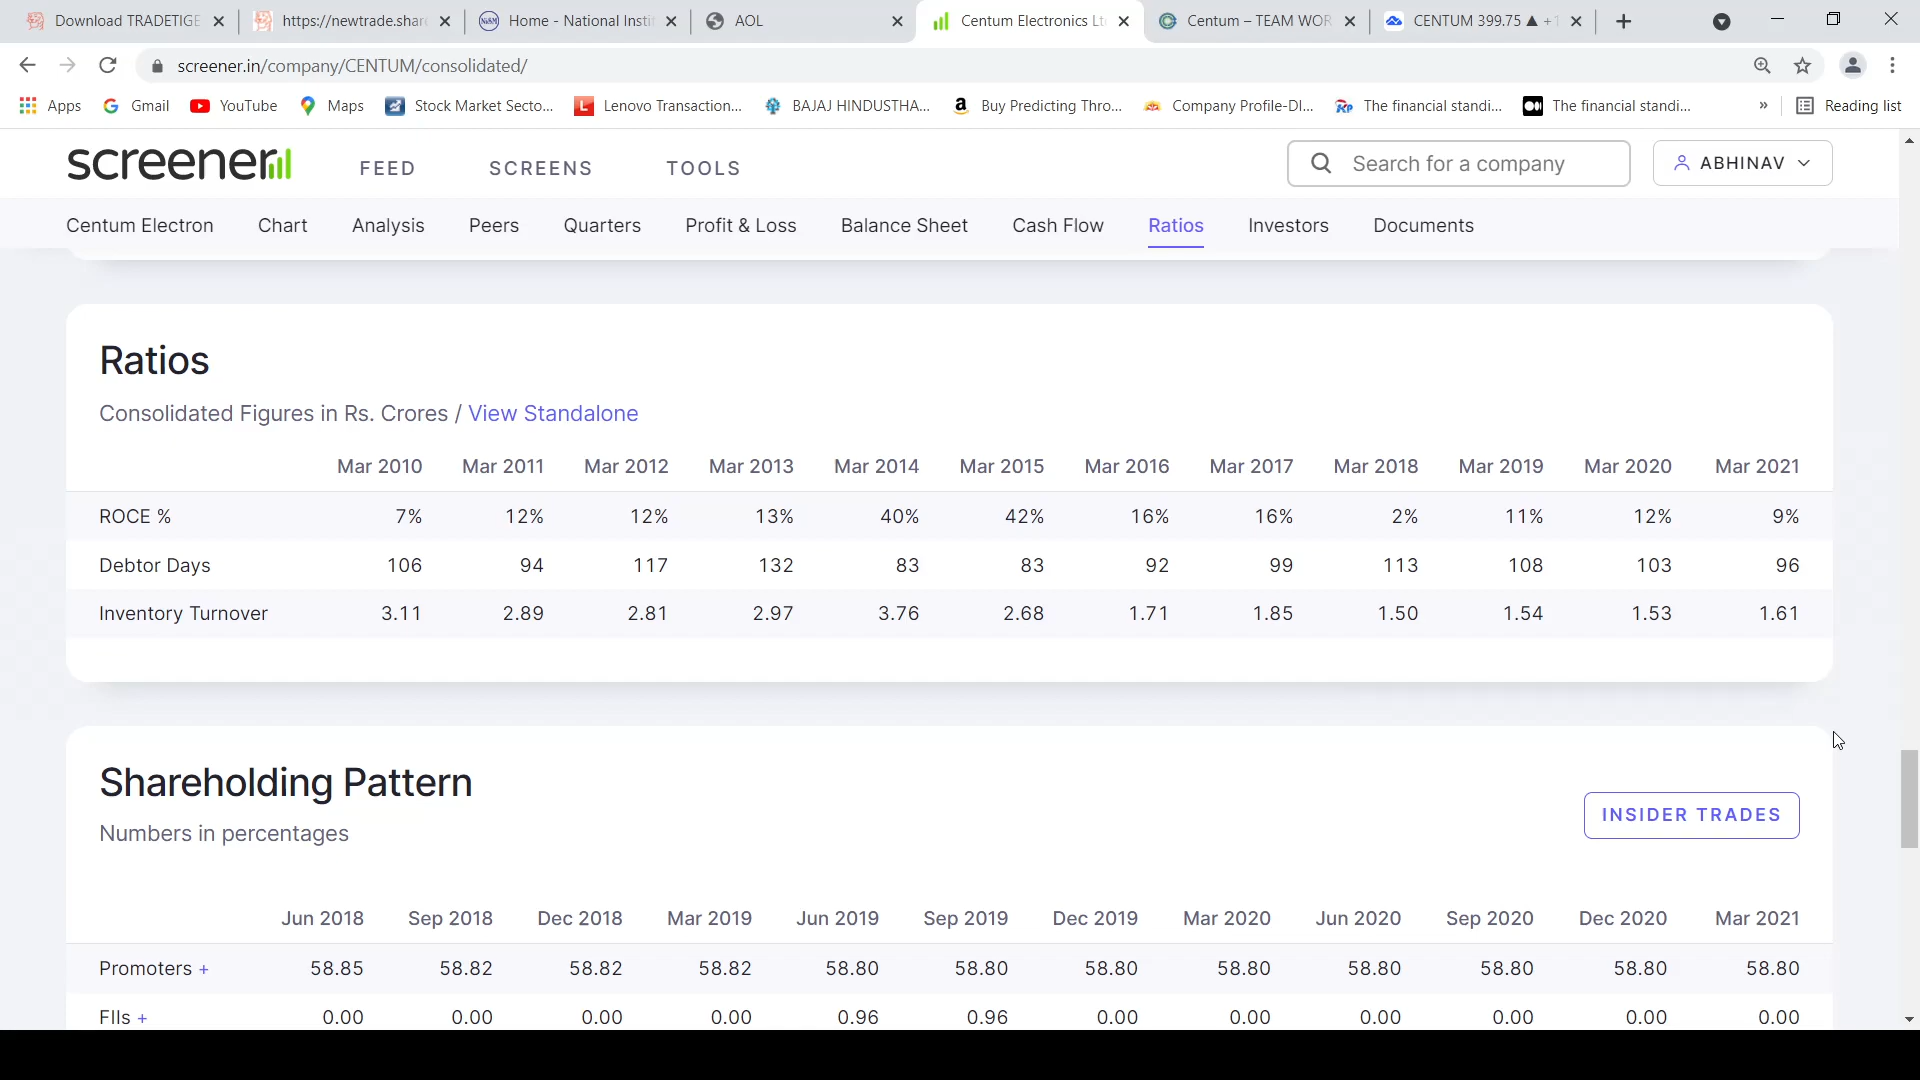 Download TRADETIGE
https://newtrade.shar
Home - National Instit
AOL
Centum Electronics Lt
Centum – TEAM WOR
CENTUM 399.75 ▲ +1
screener.in/company/CENTUM/consolidated/
Apps Gmail YouTube Maps Stock Market Secto... Lenovo Transaction... BAJAJ HINDUSTHA... Buy Predicting Thro... Company Profile-DI... The financial standi... The financial standi... » Reading list
screener FEED SCREENS TOOLS Search for a company ABHINAV
Centum Electron Chart Analysis Peers Quarters Profit & Loss Balance Sheet Cash Flow Ratios Investors Documents
Ratios
Consolidated Figures in Rs. Crores / View Standalone
Mar 2010 Mar 2011 Mar 2012 Mar 2013 Mar 2014 Mar 2015 Mar 2016 Mar 2017 Mar 2018 Mar 2019 Mar 2020 Mar 2021
ROCE % 7% 12% 12% 13% 40% 42% 16% 16% 2% 11% 12% 9%
Debtor Days 106 94 117 132 83 83 92 99 113 108 103 96
Inventory Turnover 3.11 2.89 2.81 2.97 3.76 2.68 1.71 1.85 1.50 1.54 1.53 1.61
Shareholding Pattern
Numbers in percentages
INSIDER TRADES
Jun 2018 Sep 2018 Dec 2018 Mar 2019 Jun 2019 Sep 2019 Dec 2019 Mar 2020 Jun 2020 Sep 2020 Dec 2020 Mar 2021
Promoters + 58.85 58.82 58.82 58.82 58.80 58.80 58.80 58.80 58.80 58.80 58.80 58.80
FIIs + 0.00 0.00 0.00 0.00 0.96 0.96 0.00 0.00 0.00 0.00 0.00 0.00